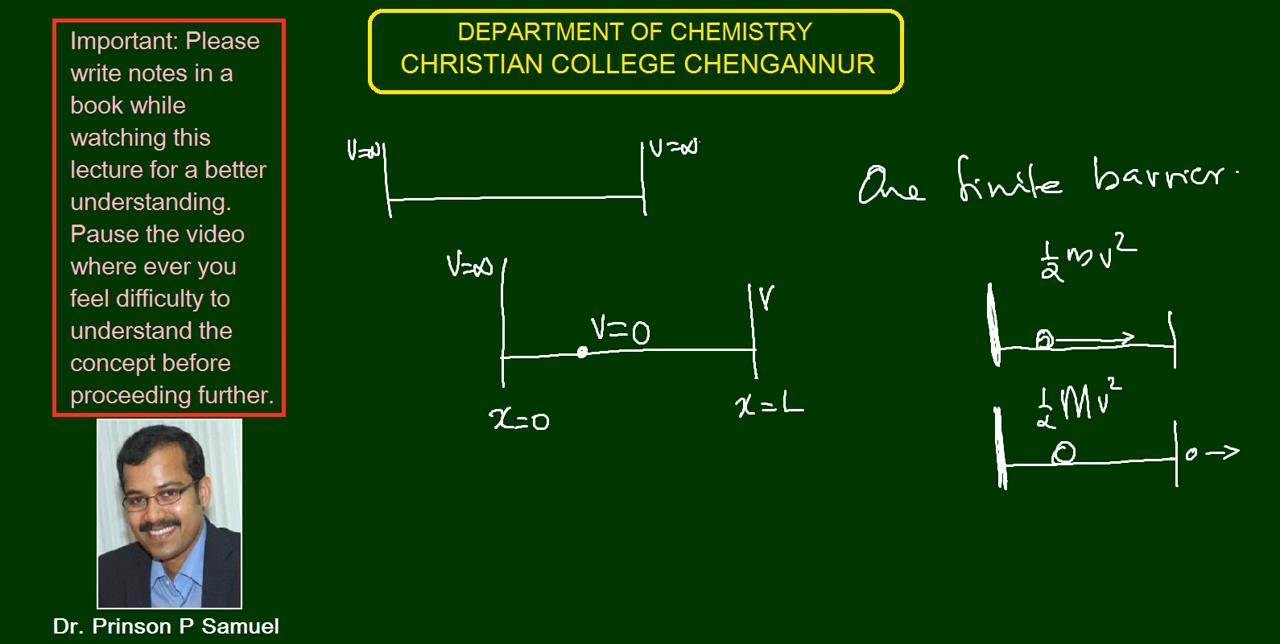 Important: Please
write notes in a
book while
watching this
lecture for a better
understanding.
Pause the video
where ever you
feel difficulty to
understand the
concept before
proceeding further.
Dr. Prinson P Samuel
DEPARTMENT OF CHEMISTRY
CHRISTIAN COLLEGE CHENGANNUR
V=∞ V=∞
V=∞ V
V=0
x=0 x=L
One finite barrier.
½mv²
½Mv²